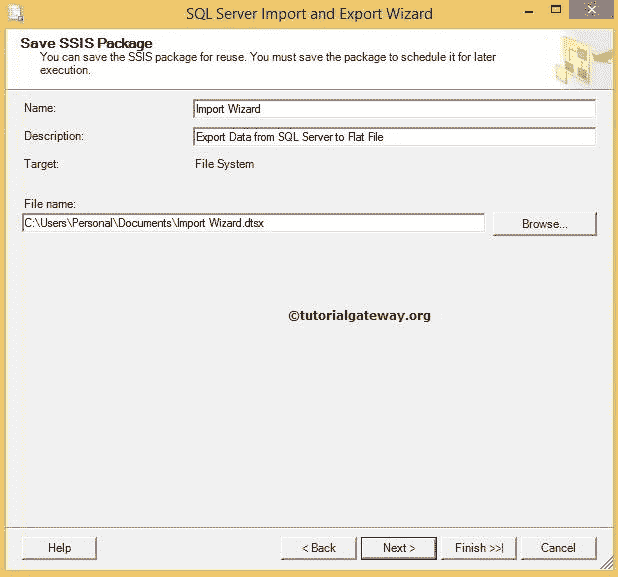 SQL Server Import and Export Wizard
Save SSIS Package
You can save the SSIS package for reuse. You must save the package to schedule it for later
execution.
Name:
Import Wizard
Description:
Export Data from SQL Server to Flat File
Target:
File System
File name:
C:\Users\Personal\Documents\Import Wizard.dtsx
Browse...
©tutorialgateway.org
Help
< Back
Next >
Finish >>|
Cancel